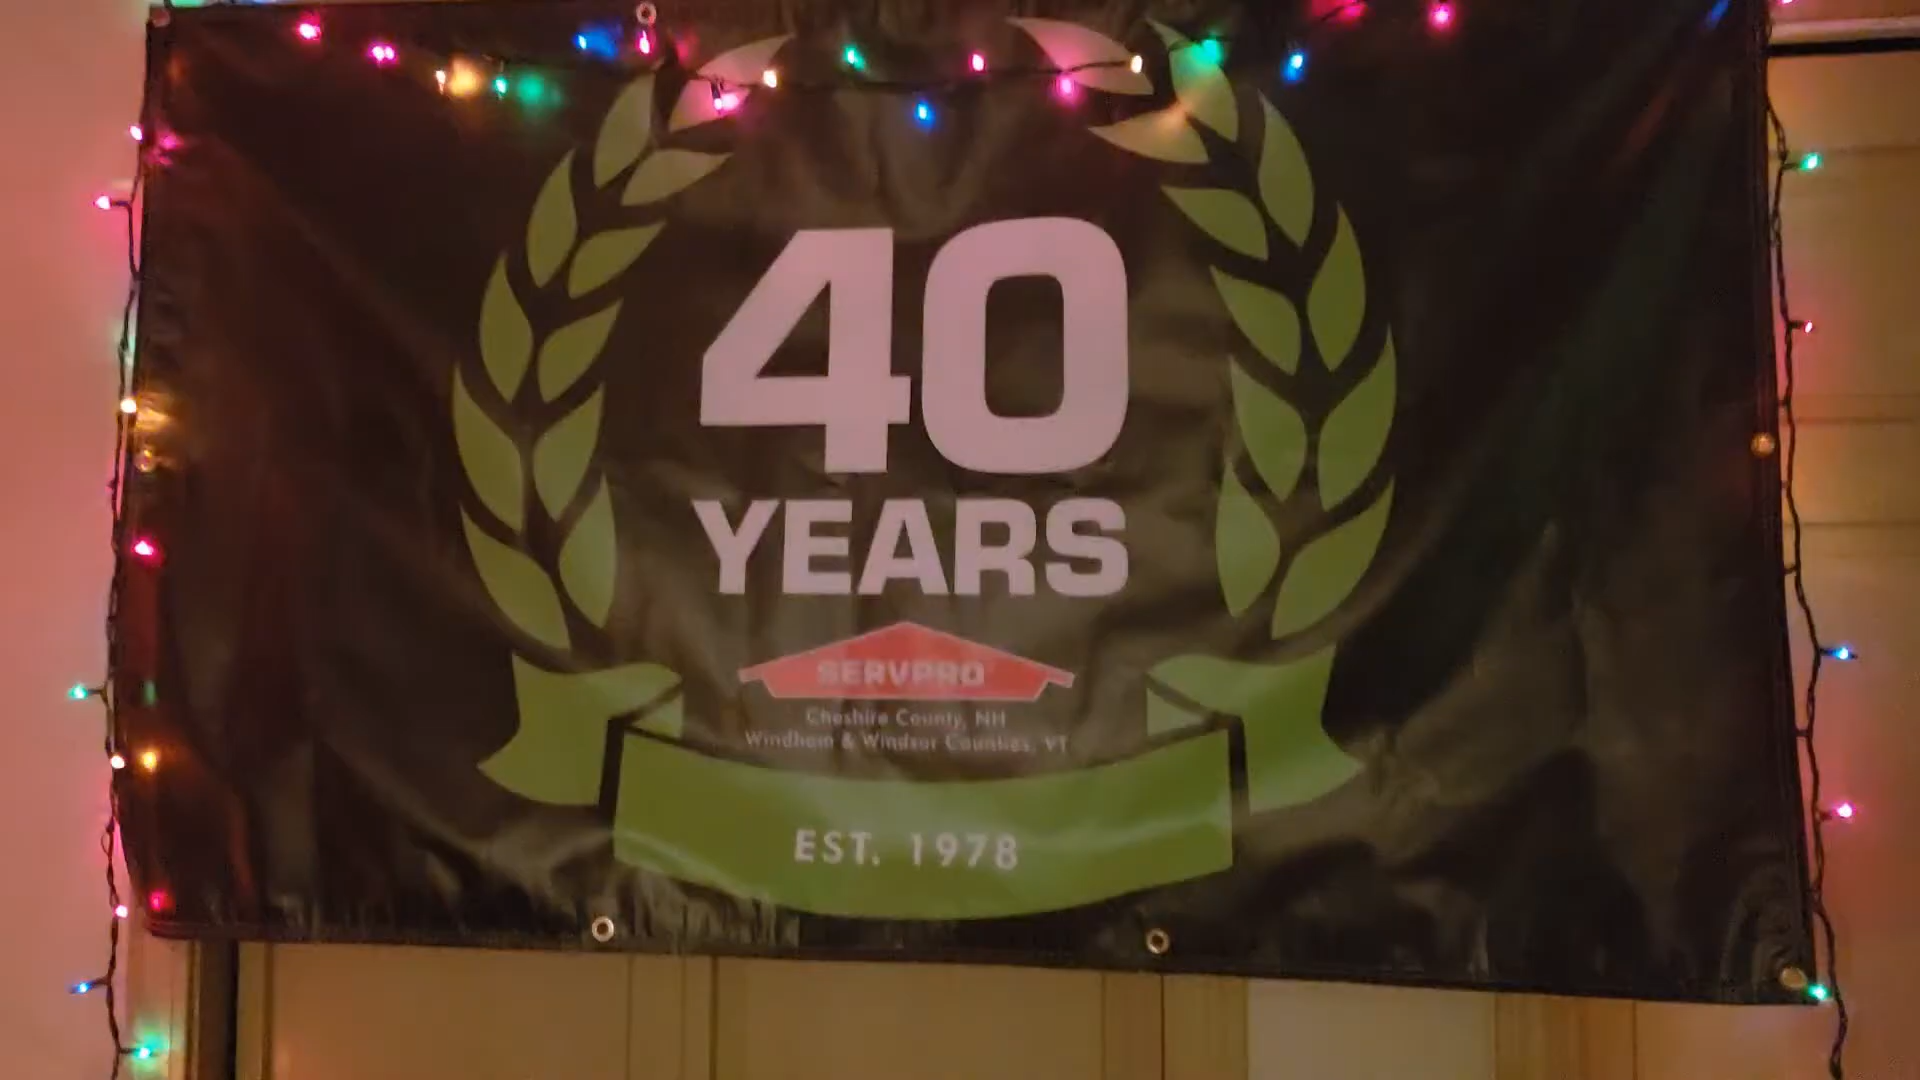 40
YEARS
SERVPRO
Cheshire County, NH
Windham & Windsor Counties, VT
EST. 1978